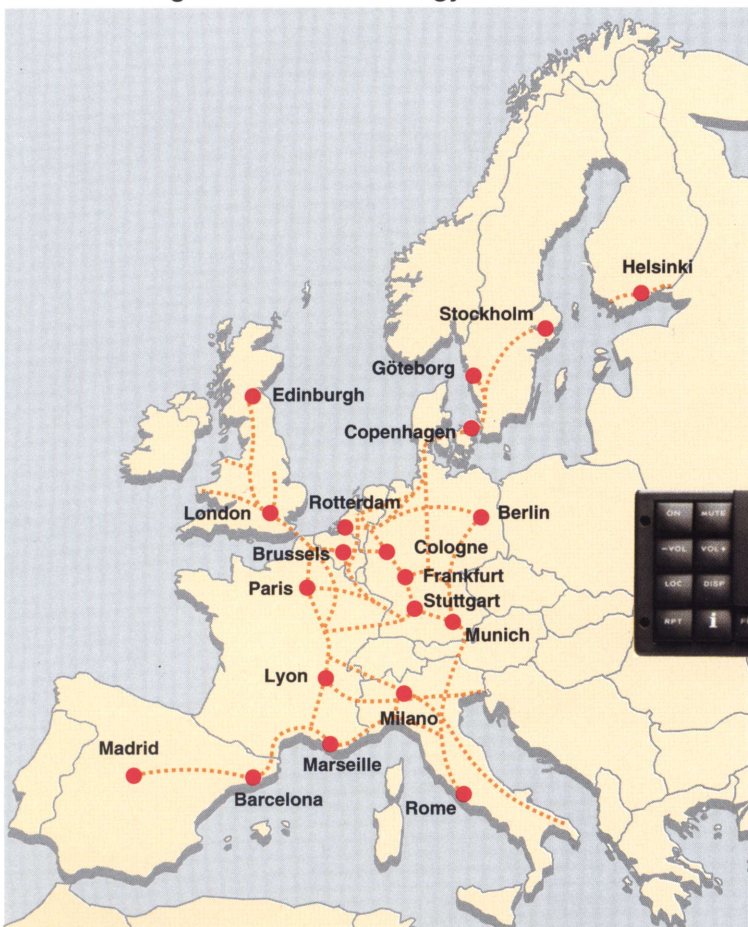 Helsinki
Stockholm
Göteborg
Edinburgh
Copenhagen
Rotterdam
London
Berlin
Brussels
Cologne
Frankfurt
Paris
Stuttgart
Munich
Lyon
Milano
Madrid
Marseille
Barcelona
Rome
ON MUTE
-VOL VOL+
LOC DISP
RPT i